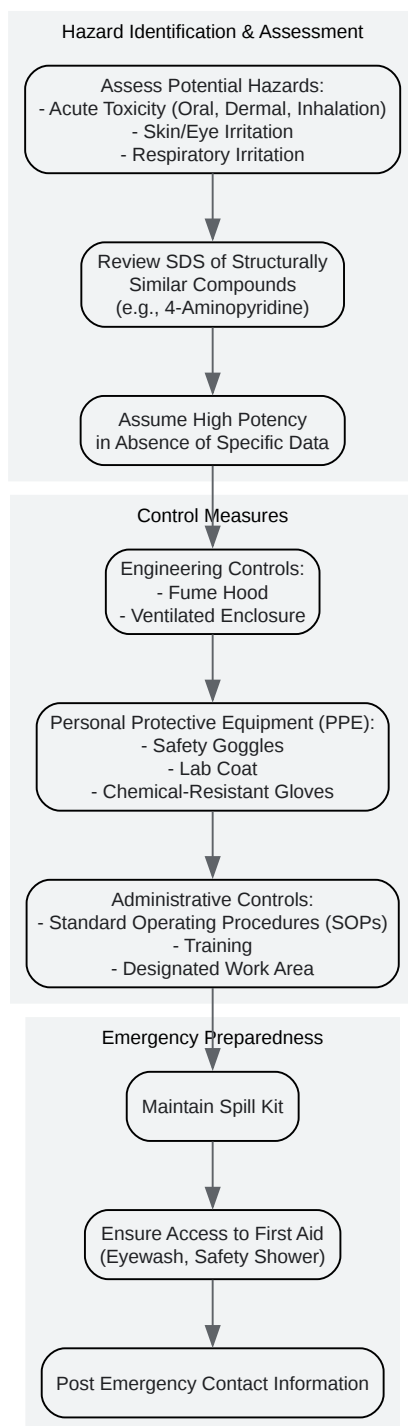 Hazard Identification & Assessment
Assess Potential Hazards:
- Acute Toxicity (Oral, Dermal, Inhalation)
- Skin/Eye Irritation
- Respiratory Irritation
Review SDS of Structurally
Similar Compounds
(e.g., 4-Aminopyridine)
Assume High Potency
in Absence of Specific Data
Control Measures
Engineering Controls:
- Fume Hood
- Ventilated Enclosure
Personal Protective Equipment (PPE):
- Safety Goggles
- Lab Coat
- Chemical-Resistant Gloves
Administrative Controls:
- Standard Operating Procedures (SOPs)
- Training
- Designated Work Area
Emergency Preparedness
Maintain Spill Kit
Ensure Access to First Aid
(Eyewash, Safety Shower)
Post Emergency Contact Information